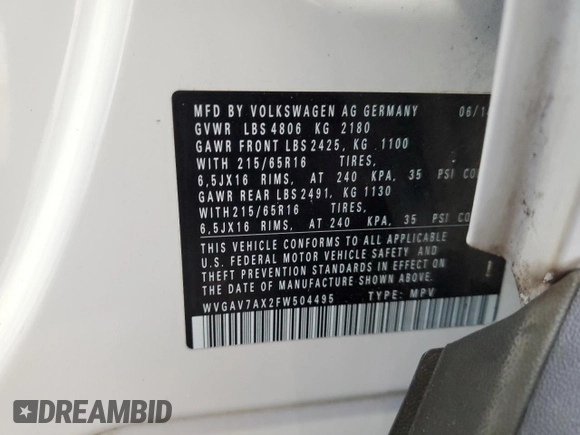 MFD BY VOLKSWAGEN AG GERMANY 06/1
GVWR LBS 4806 KG 2180
GAWR FRONT LBS 2425, KG 1100
WITH 215/65R16 TIRES,
6,5JX16 RIMS, AT 240 KPA, 35 PSI
GAWR REAR LBS 2491, KG 1130
WITH 215/65R16 TIRES,
6,5JX16 RIMS, AT 240 KPA, 35 PSI
THIS VEHICLE CONFORMS TO ALL APPLICABLE
U.S. FEDERAL MOTOR VEHICLE SAFETY AND
THEFT PREVENTION STANDARDS IN EFFECT ON
THE DATE OF MANUFACTURE SHOWN ABOVE
WVGAV7AX2FW504495 TYPE: MPV
DREAMBID